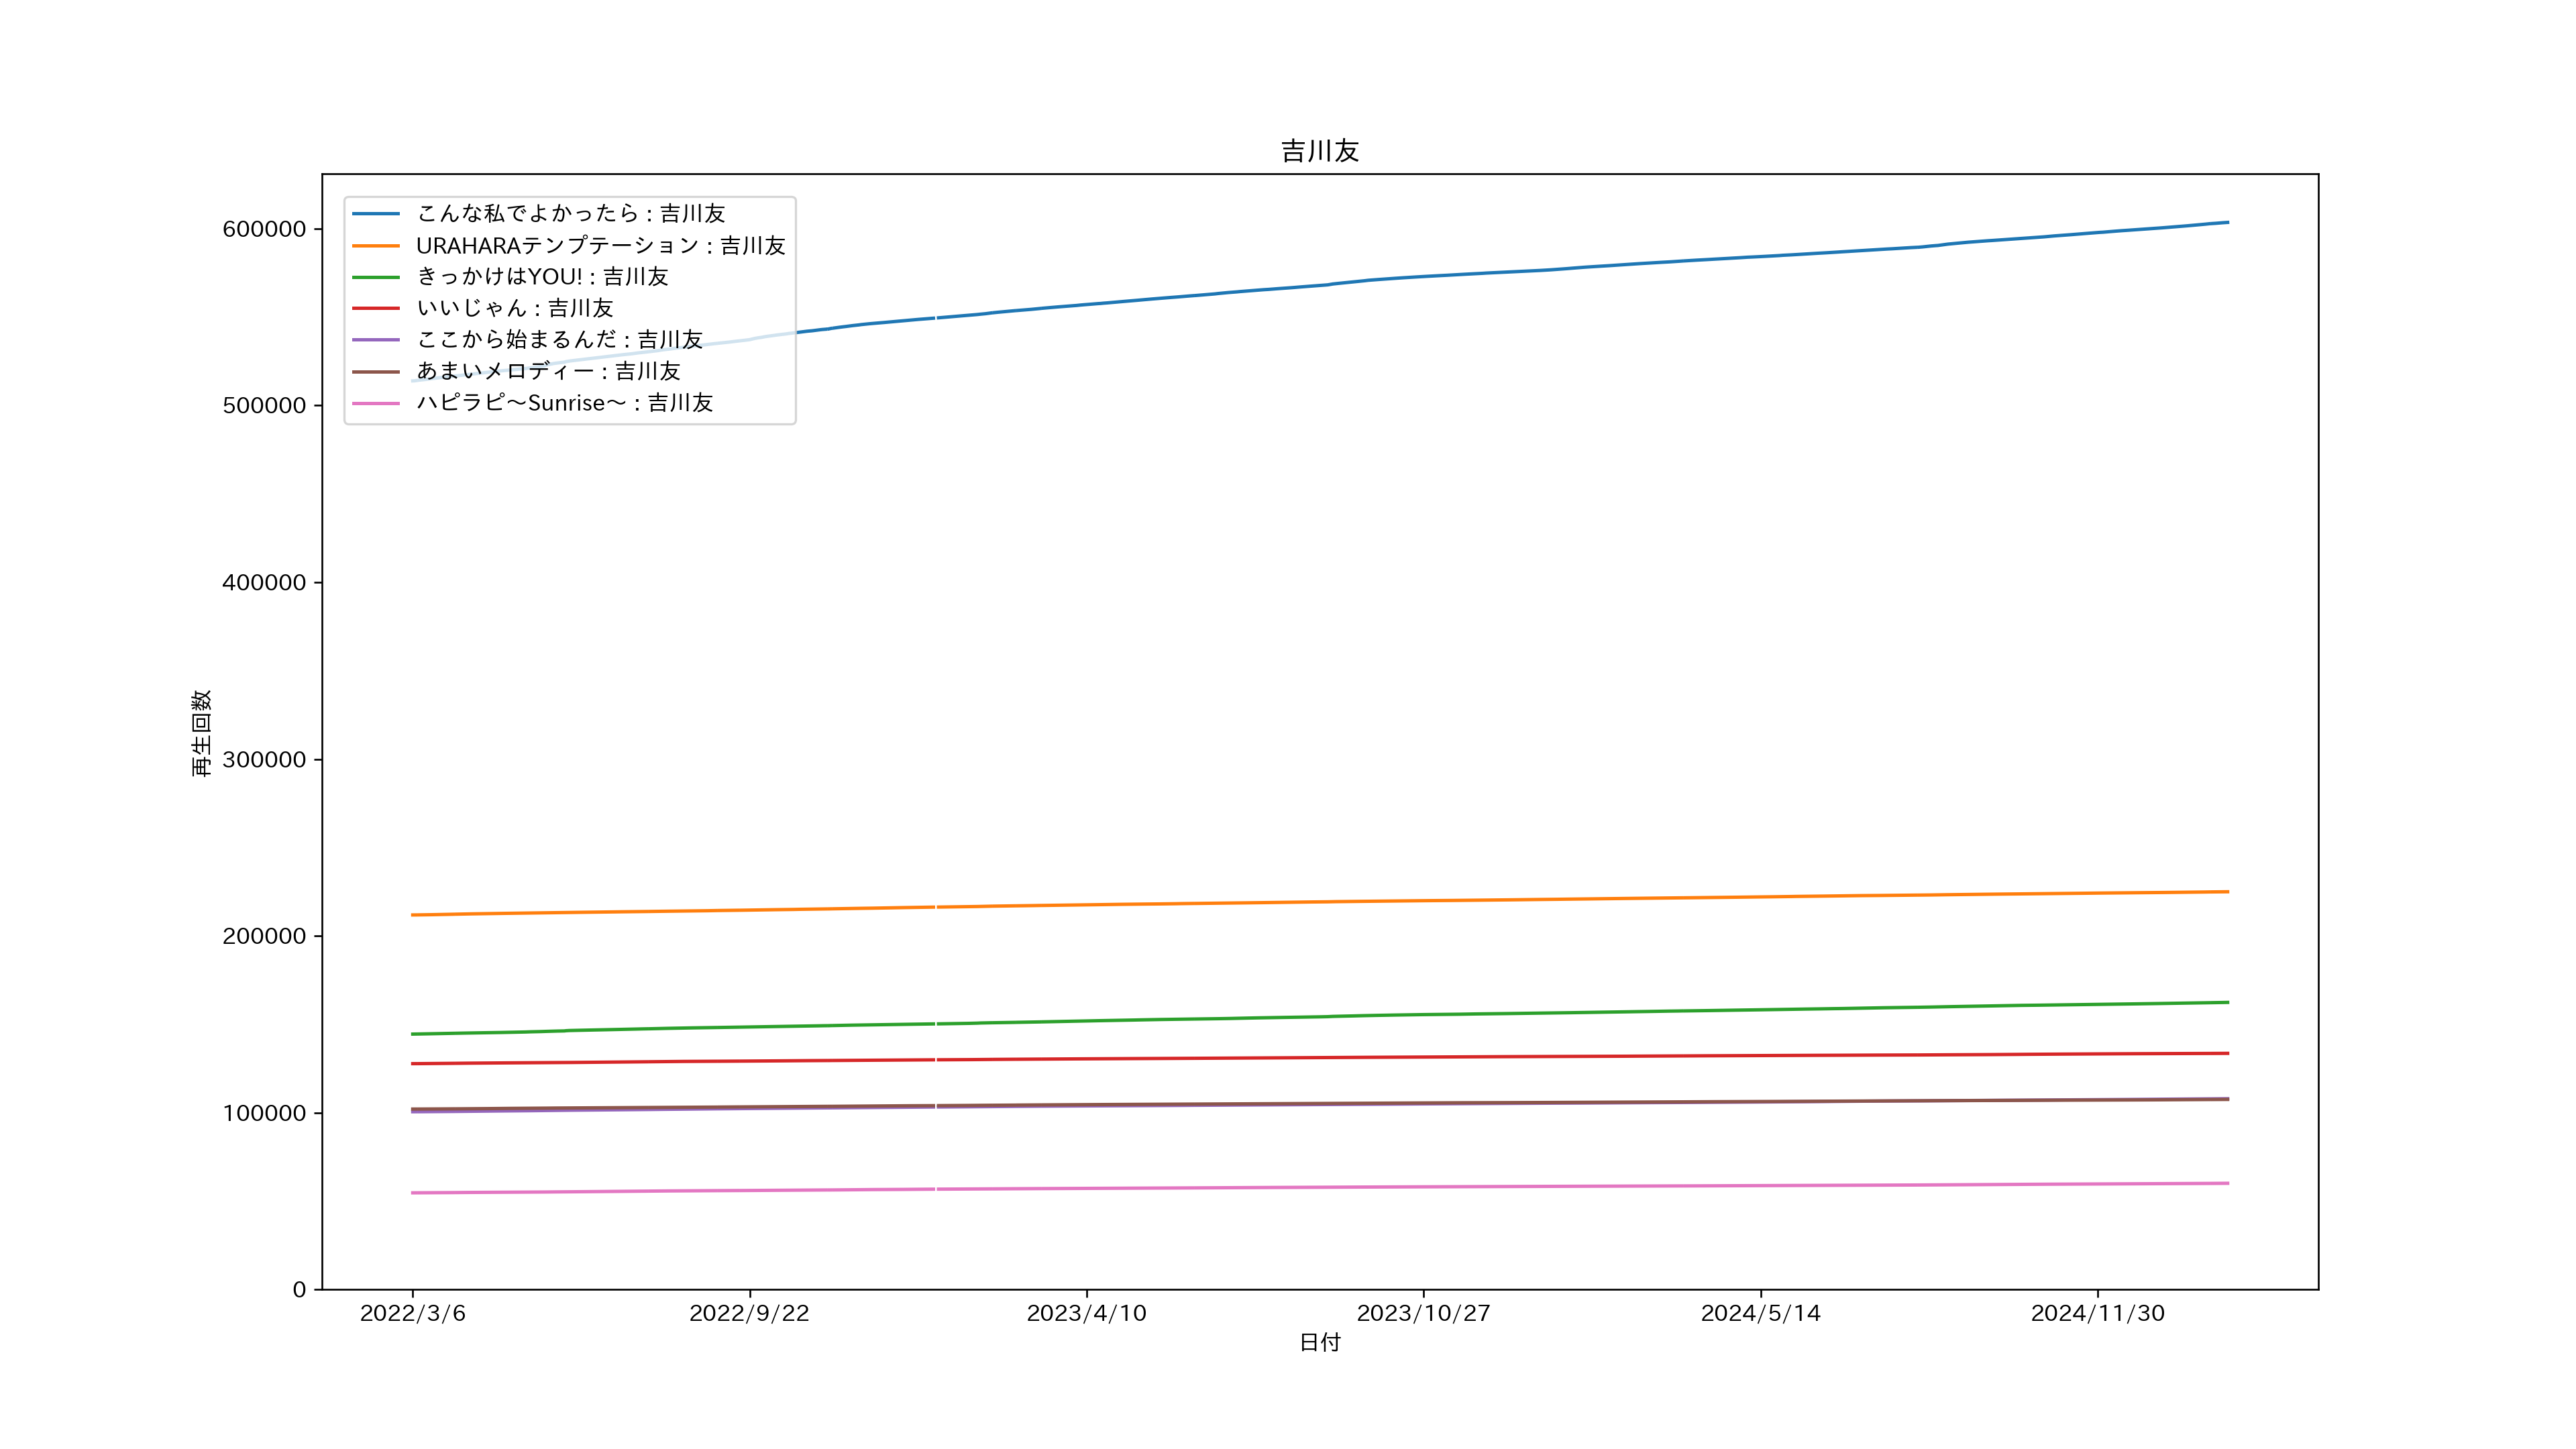 吉川友
こんな私でよかったら : 吉川友
URAHARAテンプテーション : 吉川友
きっかけはYOU! : 吉川友
いいじゃん : 吉川友
ここから始まるんだ : 吉川友
あまいメロディー : 吉川友
ハピラピ〜Sunrise〜 : 吉川友
600000
500000
400000
300000
200000
100000
0
再生回数
2022/3/6
2022/9/22
2023/4/10
2023/10/27
2024/5/14
2024/11/30
日付